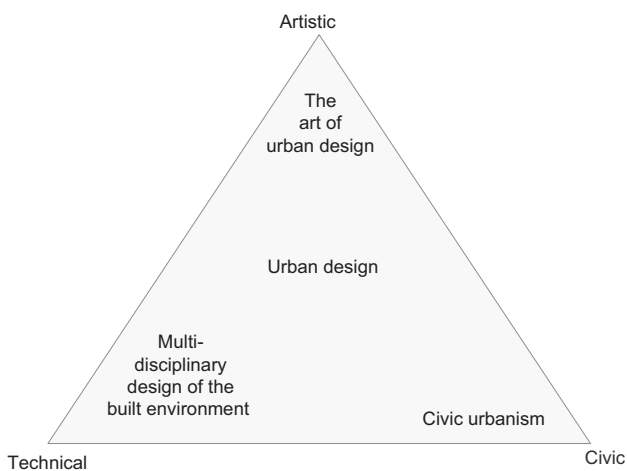 Artistic
The
art of
urban design
Urban design
Multi-
disciplinary
design of the
built environment
Civic urbanism
Technical
Civic